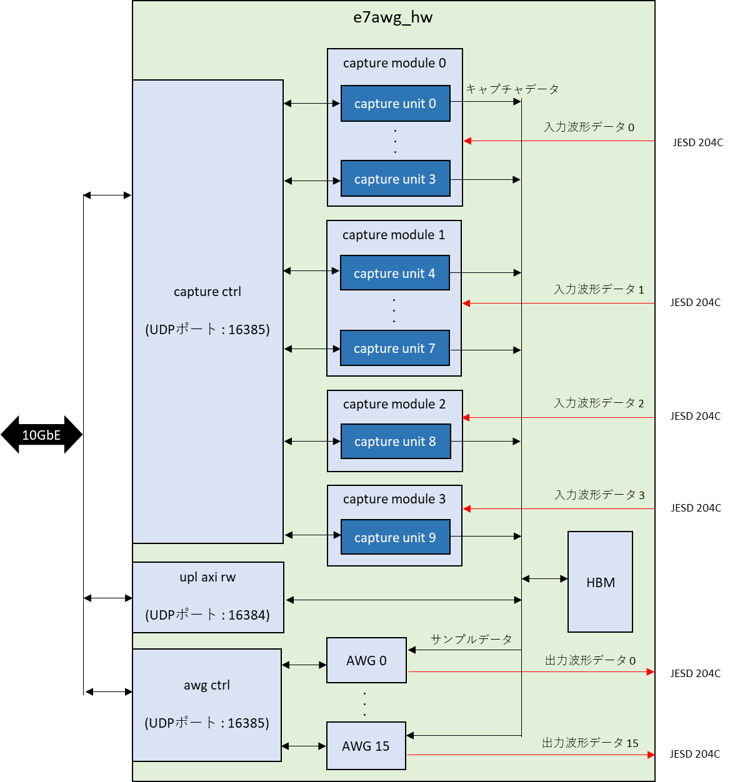 e7awg_hw
capture module 0
キャプチャデータ
capture unit 0
入力波形データ0
JESD 204C
capture unit 3
capture module 1
capture unit 4
入力波形データ1
JESD 204C
capture ctrl
(UDPポート : 16385)
capture unit 7
capture module 2
入力波形データ2
JESD 204C
10GbE
capture unit 8
capture module 3
入力波形データ3
JESD 204C
capture unit 9
upl axi rw
HBM
(UDPポート : 16384)
サンプルデータ
AWG 0
出力波形データ0
JESD 204C
awg ctrl
(UDPポート : 16385)
AWG 15
出力波形データ15
JESD 204C